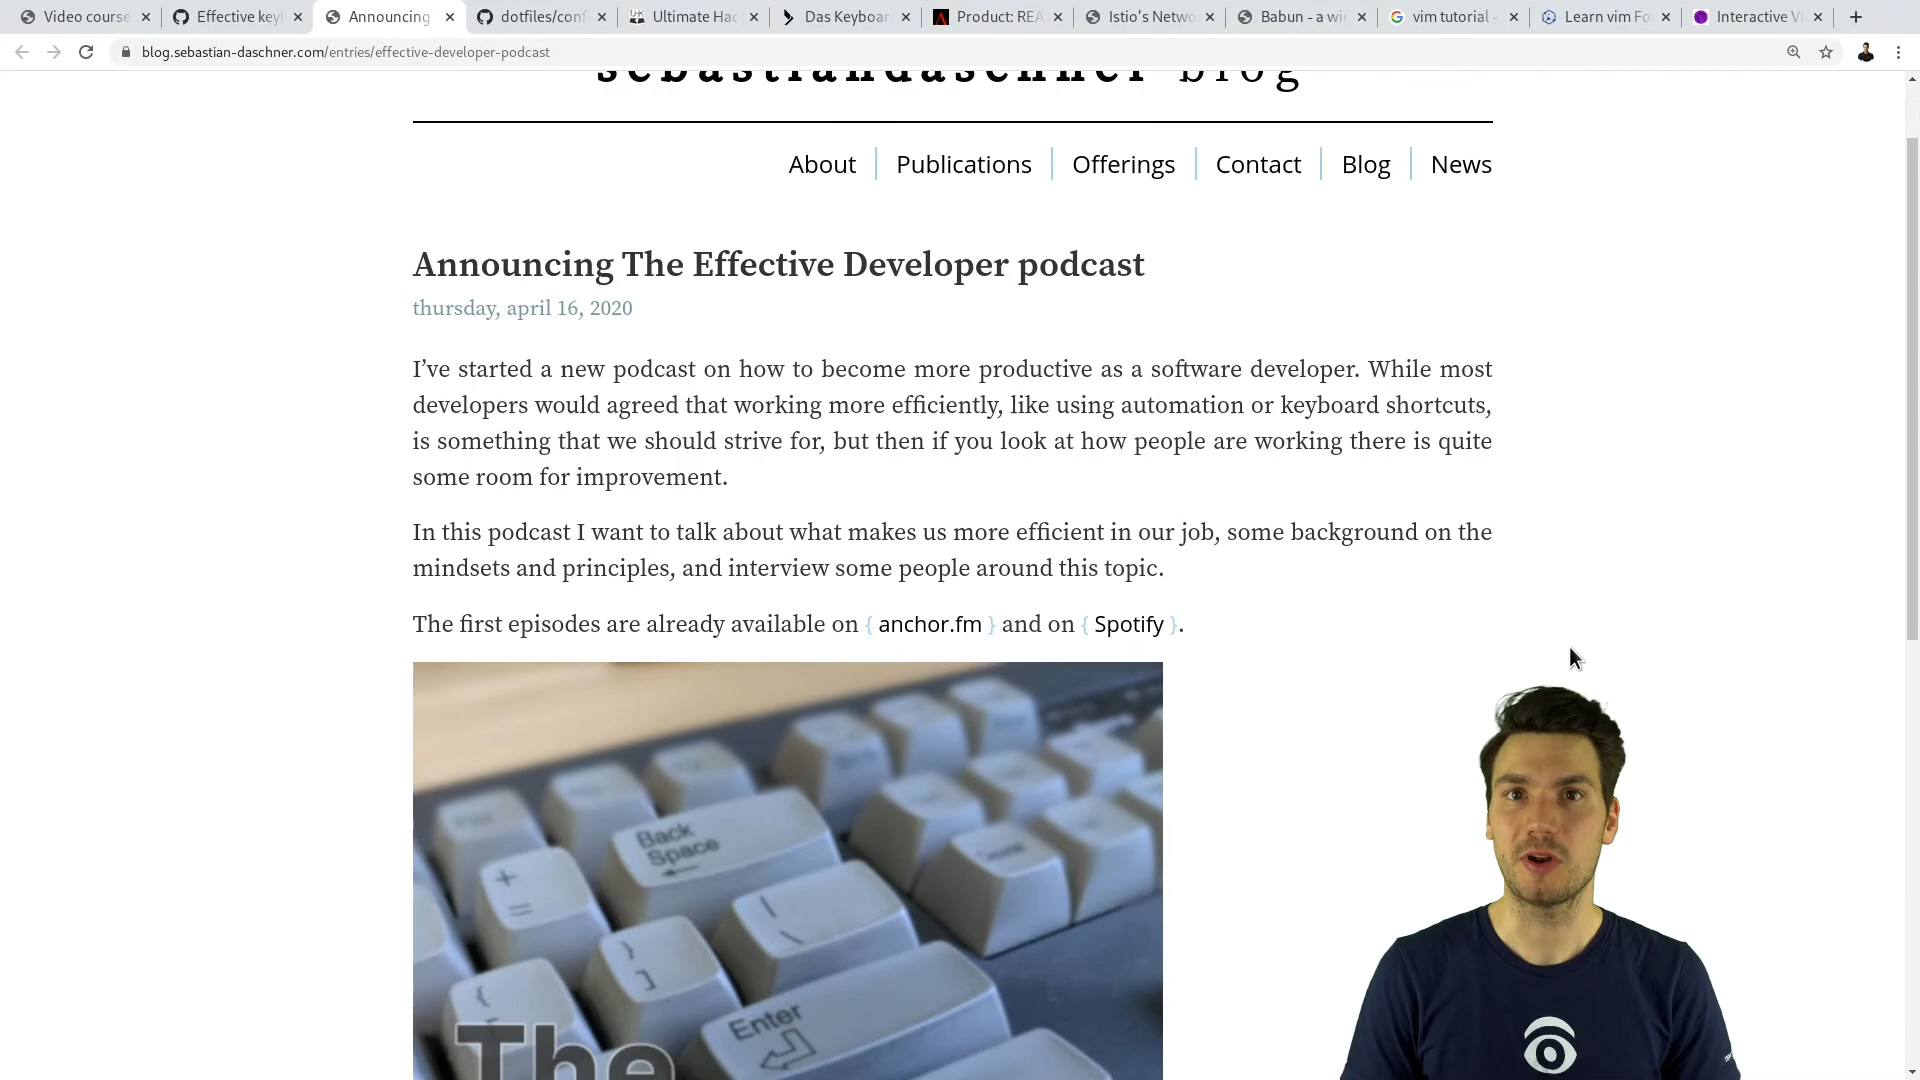 Video course
Effective key
Announcing
dotfiles/conf
Ultimate Hac
Das Keyboar
Product: REA
Istio's Netwo
Babun - a wi
vim tutorial -
Learn vim Fo
Interactive Vi
blog.sebastian-daschner.com/entries/effective-developer-podcast
sebastiandaschner blog
About
Publications
Offerings
Contact
Blog
News
Announcing The Effective Developer podcast
thursday, april 16, 2020
I’ve started a new podcast on how to become more productive as a software developer. While most
developers would agreed that working more efficiently, like using automation or keyboard shortcuts,
is something that we should strive for, but then if you look at how people are working there is quite
some room for improvement.
In this podcast I want to talk about what makes us more efficient in our job, some background on the
mindsets and principles, and interview some people around this topic.
The first episodes are already available on { anchor.fm } and on { Spotify }.
Back
Space
+
=
}
]
|
\
{
Enter
The